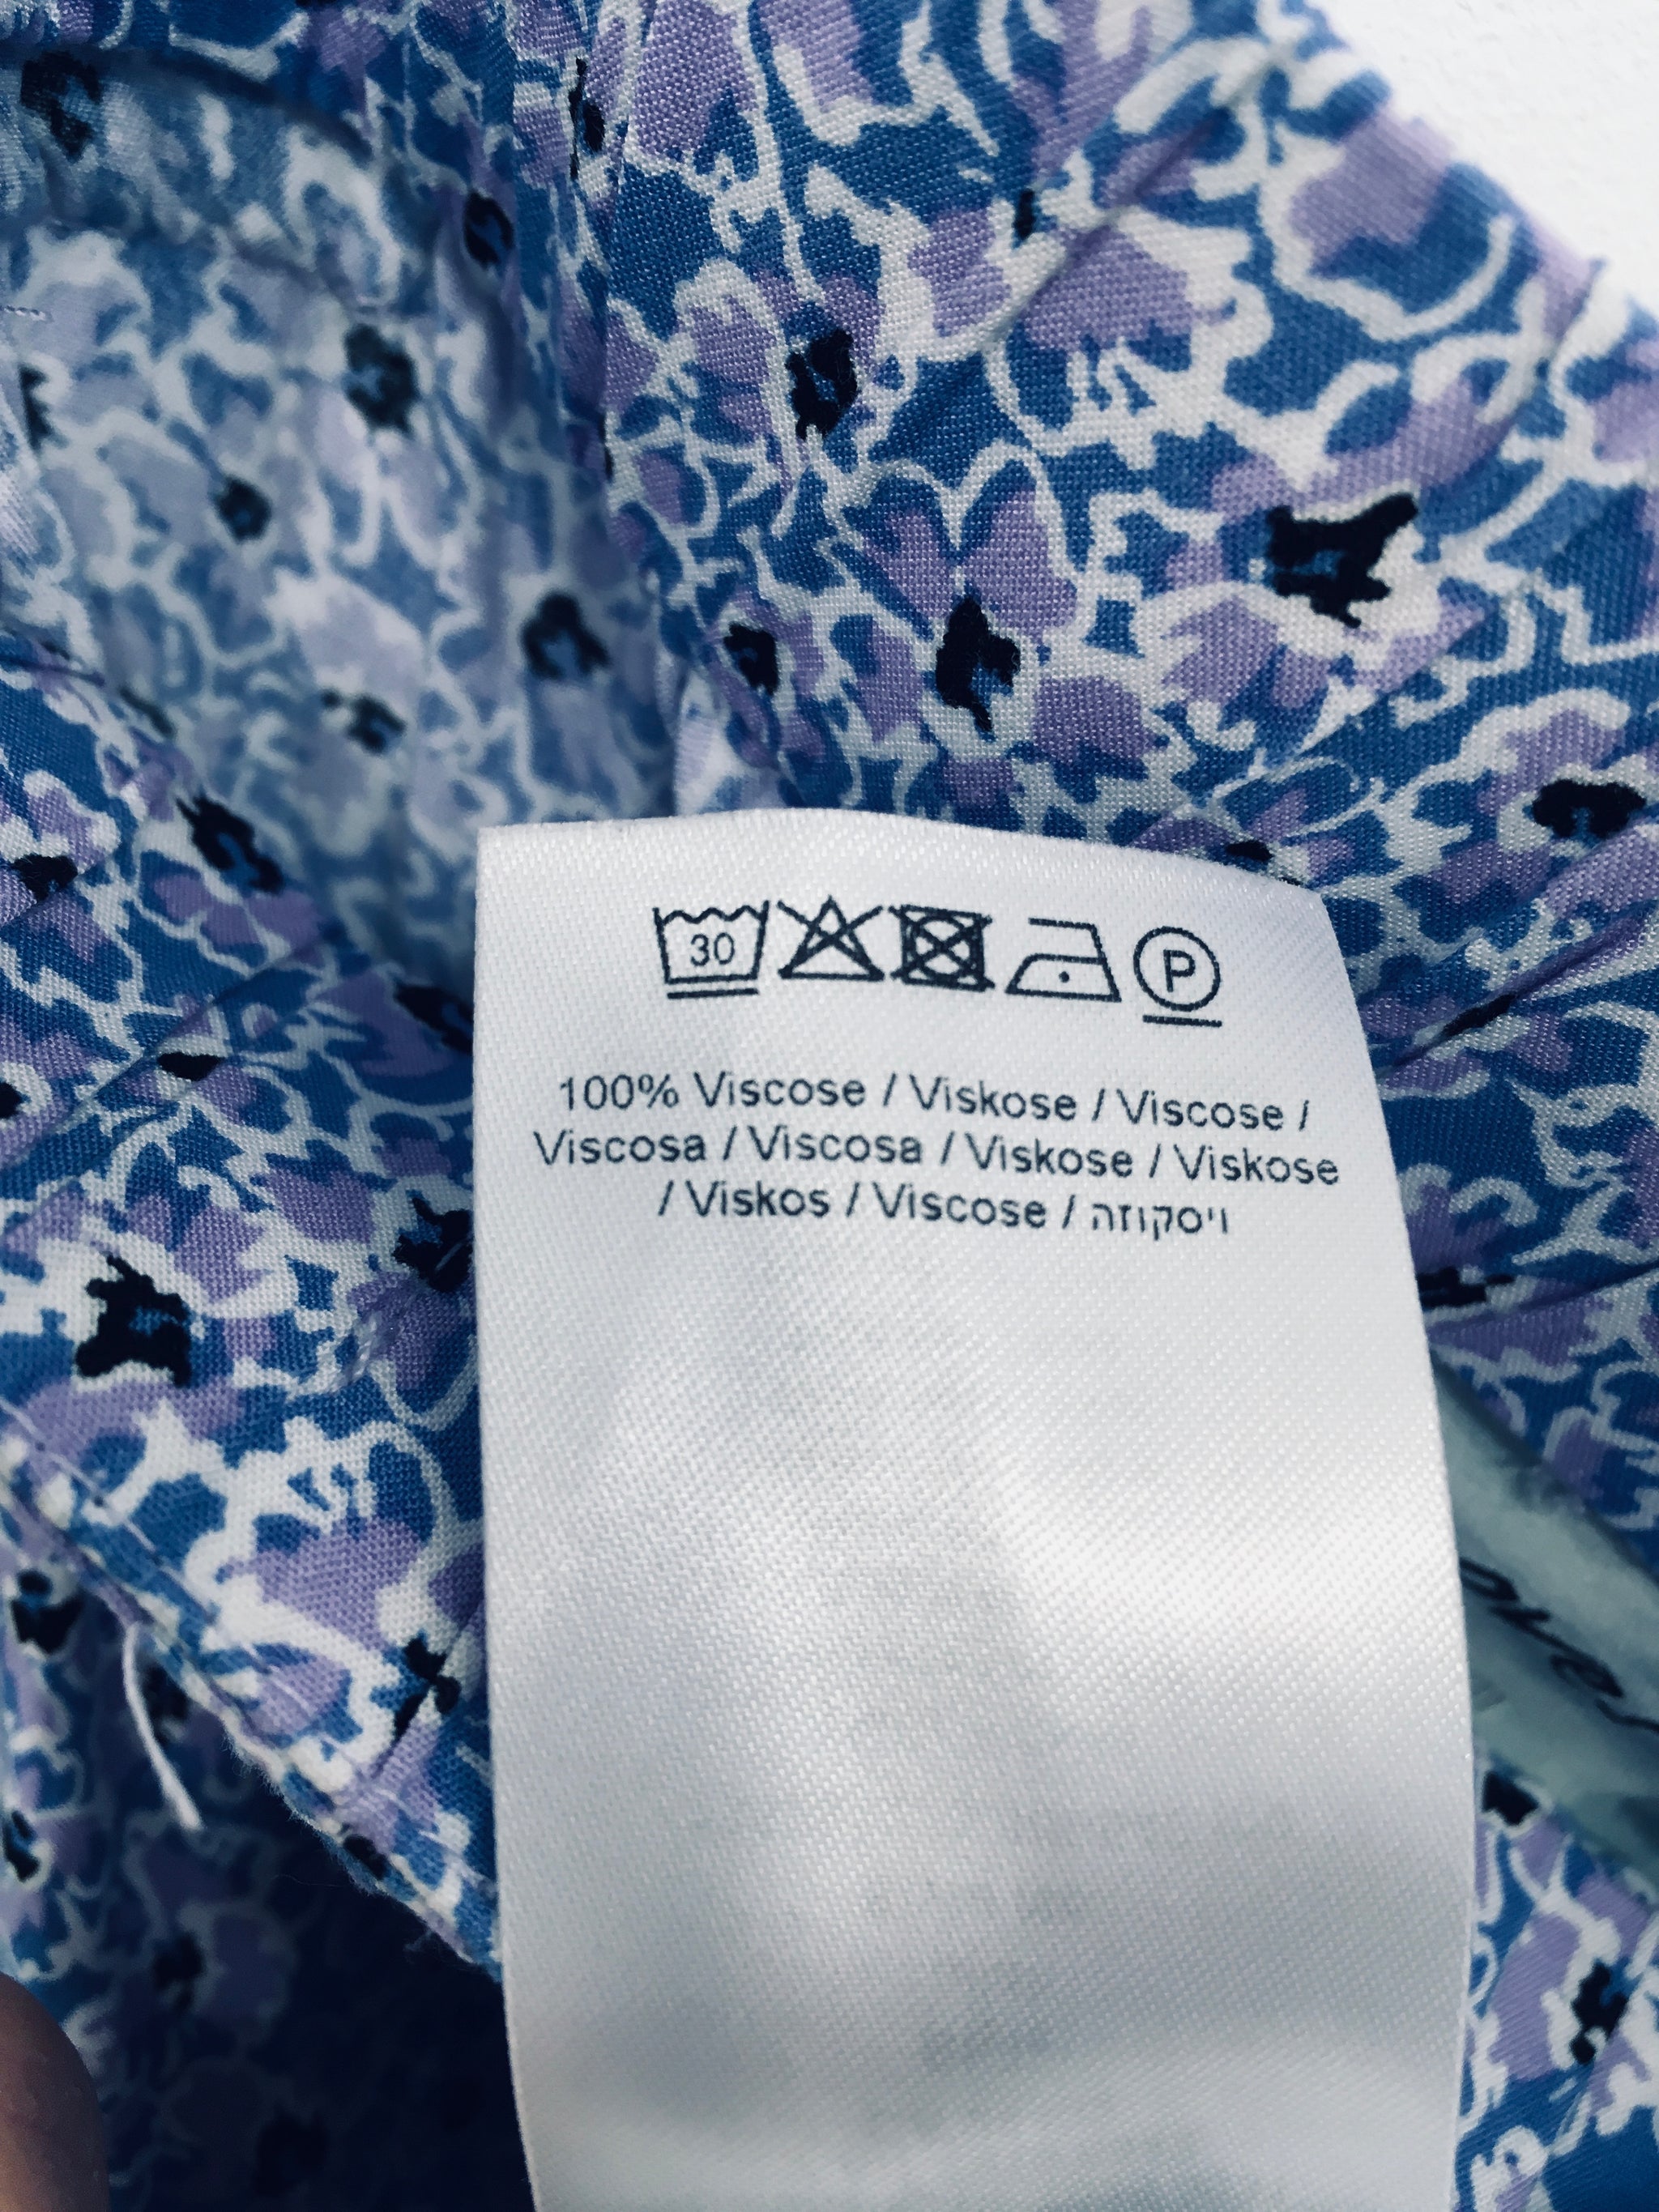 30 P
100% Viscose / Viskose / Viscose /
Viscosa / Viscosa / Viskose / Viskose
/ Viskos / Viscose / ויסקוזה